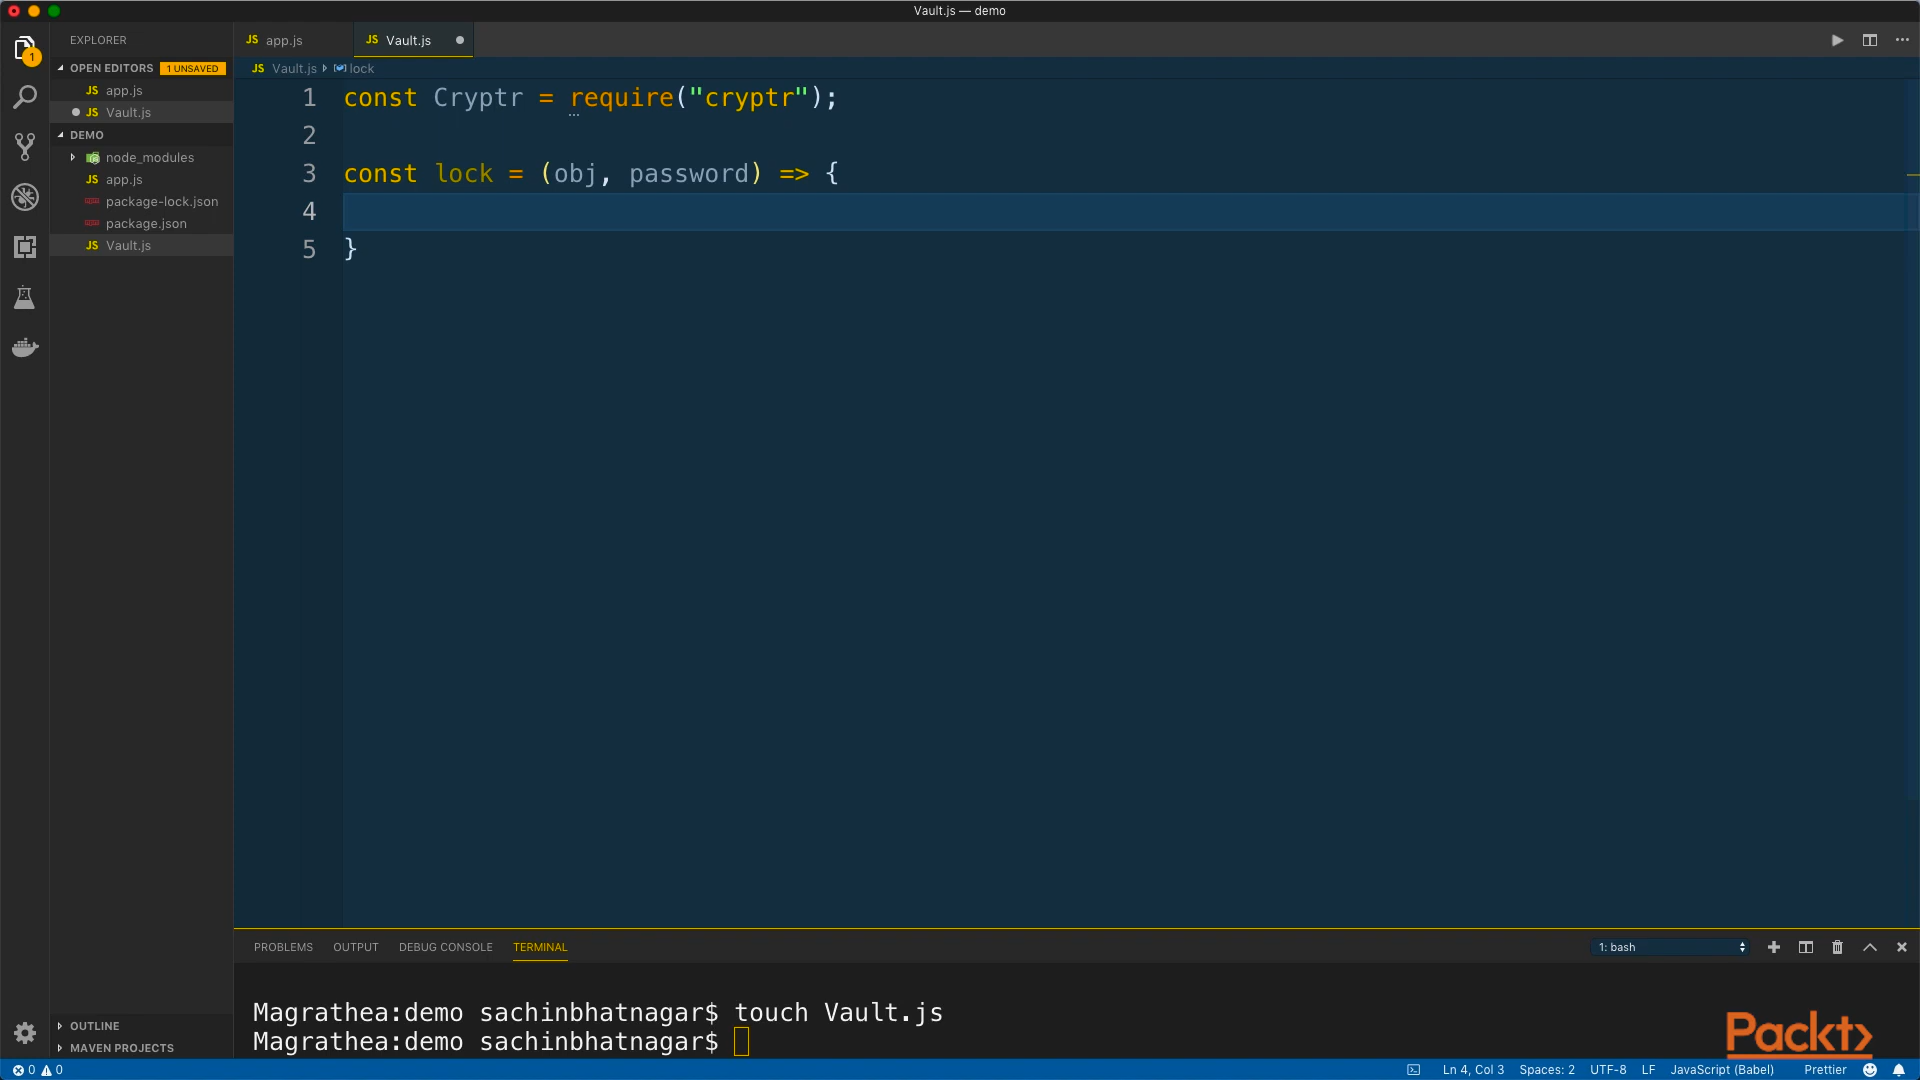 Vault.js — demo
EXPLORER
OPEN EDITORS 1 UNSAVED
JS app.js
JS Vault.js
DEMO
node_modules
JS app.js
package-lock.json
package.json
JS Vault.js
OUTLINE
MAVEN PROJECTS
1
JS app.js
JS Vault.js
JS Vault.js lock
1 const Cryptr = require("cryptr");
2
3 const lock = (obj, password) => {
4
5 }
PROBLEMS OUTPUT DEBUG CONSOLE TERMINAL
1: bash
Magrathea:demo sachinbhatnagar$ touch Vault.js
Magrathea:demo sachinbhatnagar$
Packt>
0 0
Ln 4, Col 3 Spaces: 2 UTF-8 LF JavaScript (Babel) Prettier